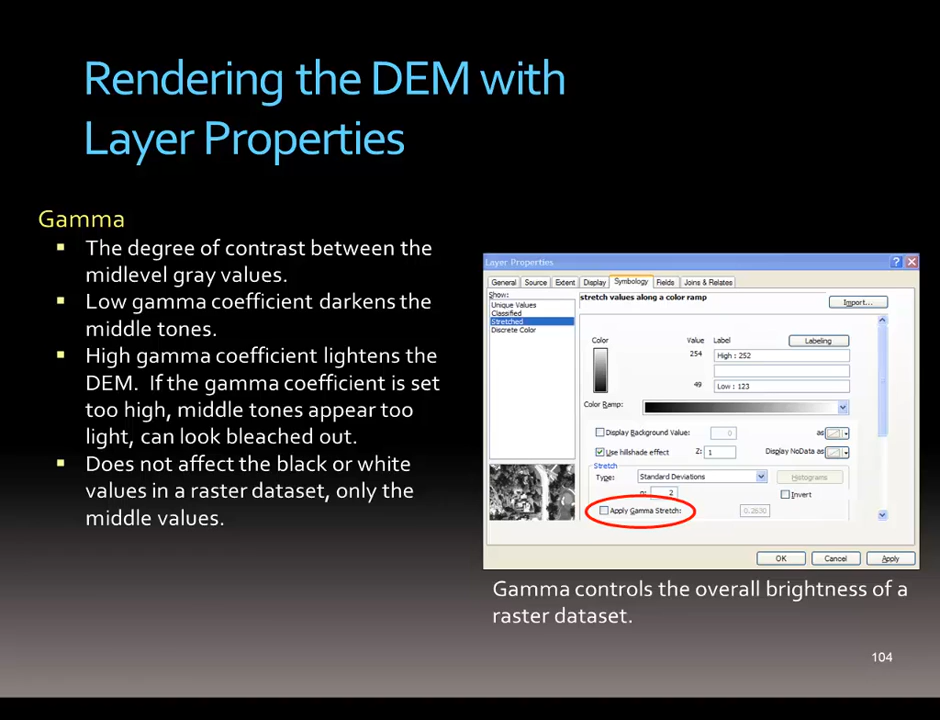 Rendering the DEM with
Layer Properties
Gamma
The degree of contrast between the
midlevel gray values.
Low gamma coefficient darkens the
middle tones.
High gamma coefficient lightens the
DEM. If the gamma coefficient is set
too high, middle tones appear too
light, can look bleached out.
Does not affect the black or white
values in a raster dataset, only the
middle values.
Layer Properties
General Source Extent Display Symbology Fields Joins & Relates
Show:
Unique Values
Classified
Stretched
Discrete Color
stretch values along a color ramp
Import...
Color Value Label Labeling
254 High : 252
49 Low : 123
Color Ramp:
Display Background Value: 0 as
Use hillshade effect Z: 1 Display NoData as
Stretch
Type: Standard Deviations Histograms
n: 2 Invert
Apply Gamma Stretch: 0.2630
OK Cancel Apply
Gamma controls the overall brightness of a
raster dataset.
104